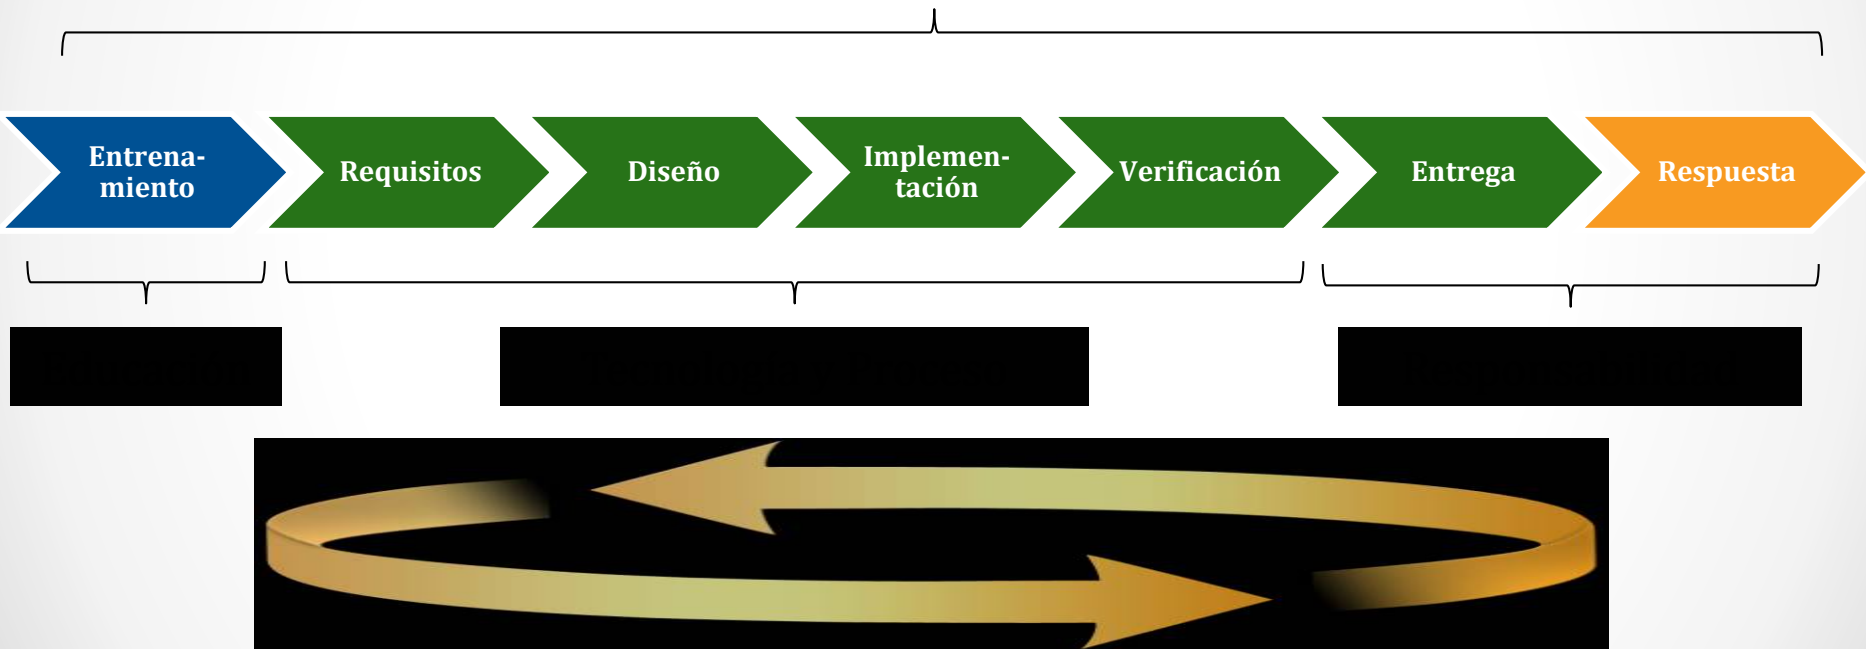 Entrena-
miento
Requisitos
Diseño
Implemen-
tación
Verificación
Entrega
Respuesta